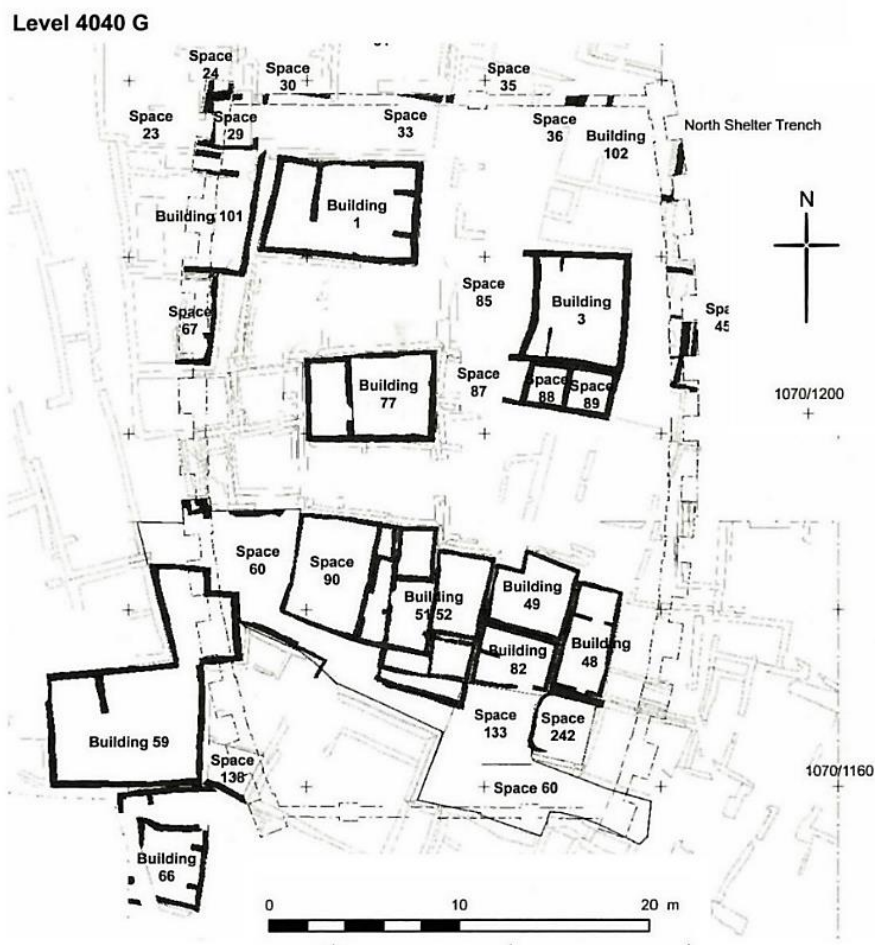 Level 4040 G
Space
24
Space
30
Space
35
Space
23
Space
29
Space
33
Space
36
Building
102
North Shelter Trench
Building 101
Building
1
N
Space
85
Building
3
Space
67
45
Building
77
Space
87
Space
88
Space
89
1070/1200
Space
60
Space
90
Building
51/52
Building
49
Building
82
Building
48
Building 59
Space
133
Space
242
Space
138
Space 60
1070/1160
Building
66
0 10 20 m